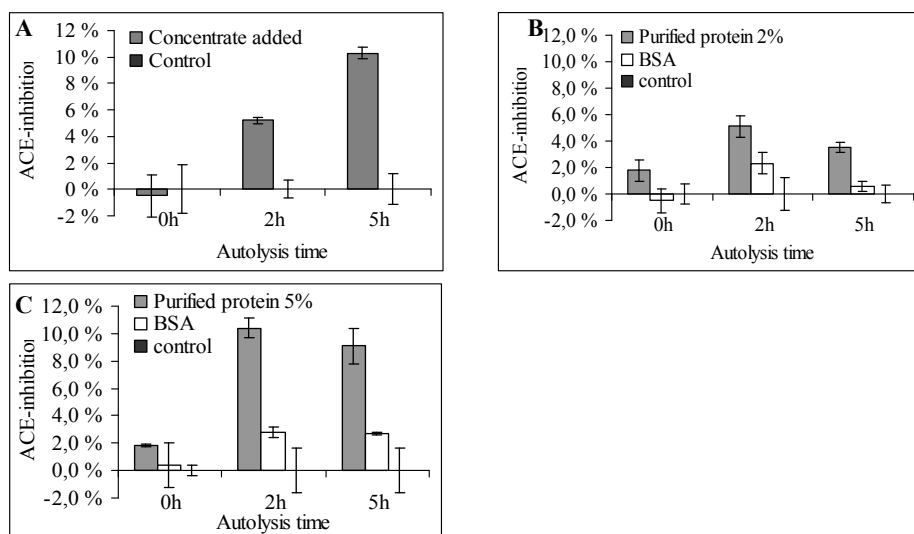 A
12 %
10 %
8 %
6 %
4 %
2 %
0 %
-2 %
ACE-inhibition
Concentrate added
Control
0h 2h 5h
Autolysis time
B
12,0 %
10,0 %
8,0 %
6,0 %
4,0 %
2,0 %
0,0 %
-2,0 %
ACE-inhibition
Purified protein 2%
BSA
control
0h 2h 5h
Autolysis time
C
12,0 %
10,0 %
8,0 %
6,0 %
4,0 %
2,0 %
0,0 %
-2,0 %
ACE-inhibition
Purified protein 5%
BSA
control
0h 2h 5h
Autolysis time